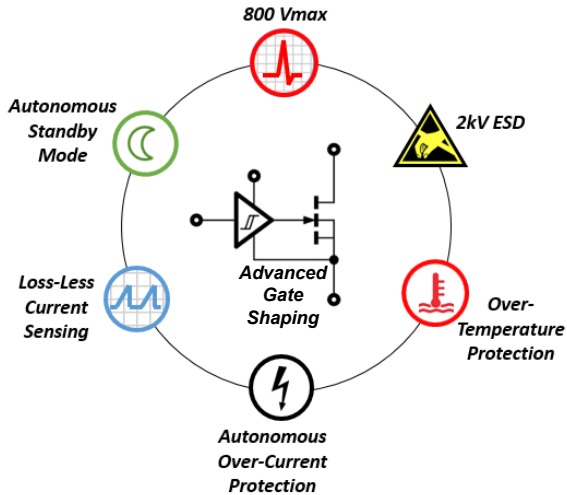 800 Vmax
2kV ESD
Over-
Temperature
Protection
Autonomous
Over-Current
Protection
Loss-Less
Current
Sensing
Autonomous
Standby
Mode
Advanced
Gate
Shaping